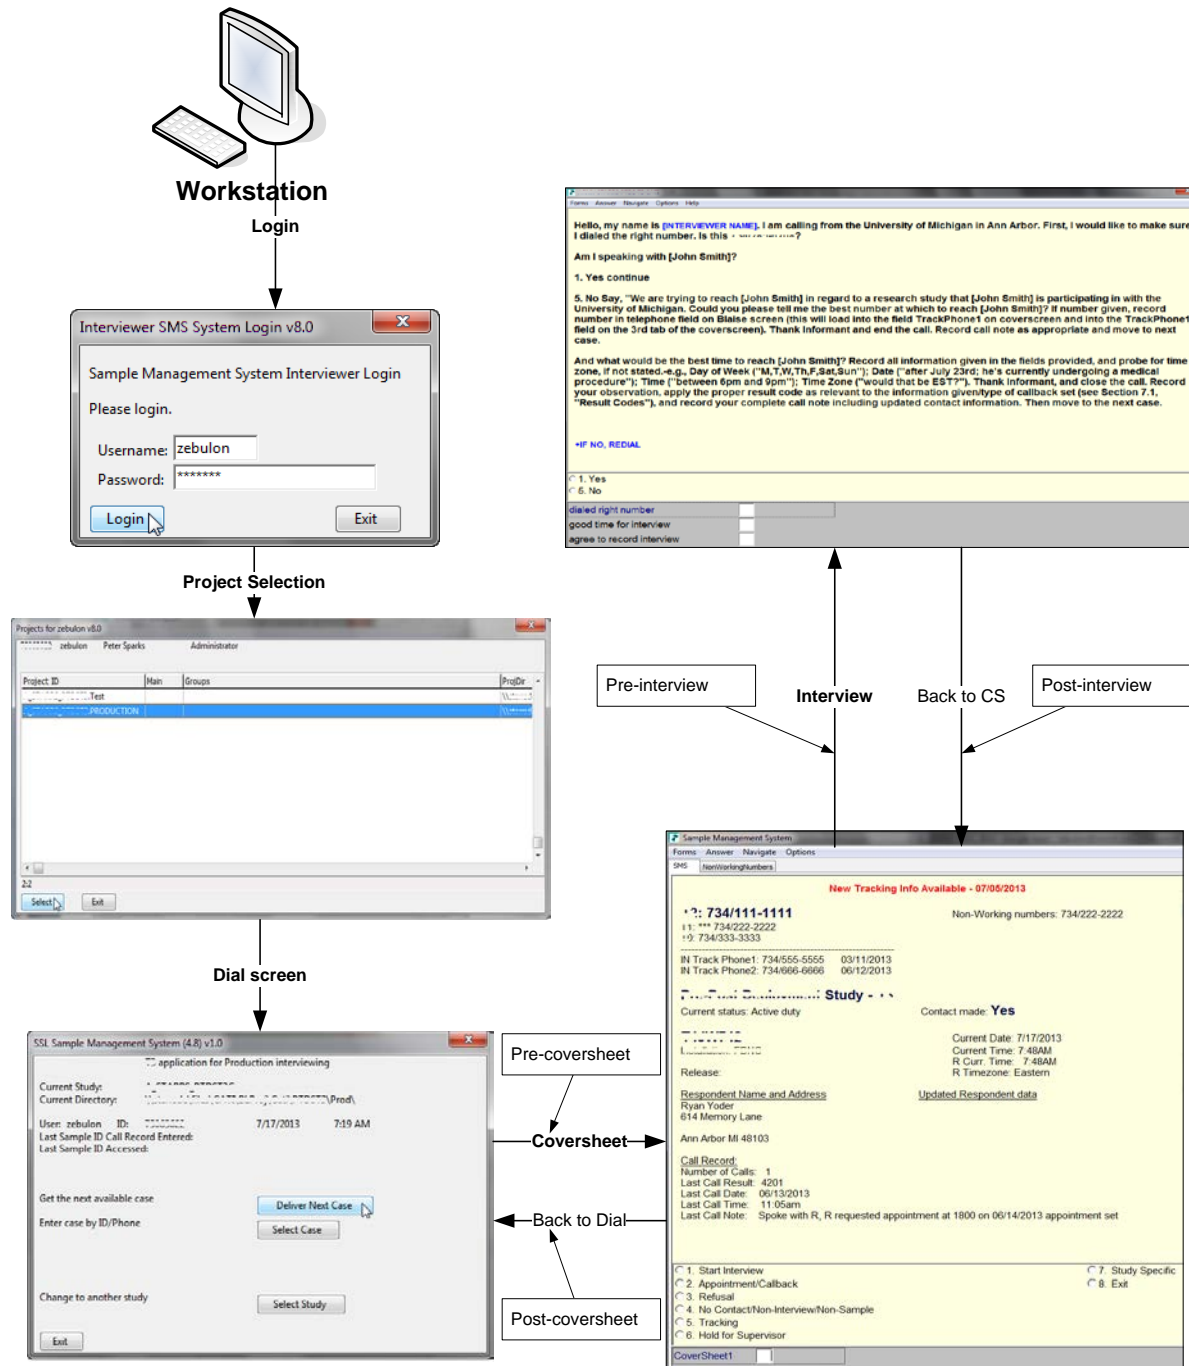 Workstation
Login
Interviewer SMS System Login v8.0
Sample Management System Interviewer Login
Please login.
Username: zebulon
Password: *******
Login
Exit
Project Selection
Projects for zebulon v8.0
zebulon Peter Sparks Administrator
Project ID Main Groups ProjDir
Test
PRODUCTION
2:2
Select Exit
Dial screen
SSL Sample Management System (4.8) v1.0
application for Production interviewing
Current Study:
Current Directory: \Prod\
User: zebulon ID: 7/17/2013 7:19 AM
Last Sample ID Call Record Entered:
Last Sample ID Accessed:
Get the next available case
Deliver Next Case
Enter case by ID/Phone
Select Case
Change to another study
Select Study
Exit
Pre-coversheet
Coversheet
Back to Dial
Post-coversheet
Forms Answer Navigate Options Help
Hello, my name is [INTERVIEWER NAME]. I am calling from the University of Michigan in Ann Arbor. First, I would like to make sure
I dialed the right number. Is this ?
Am I speaking with [John Smith]?
1. Yes continue
5. No Say, "We are trying to reach [John Smith] in regard to a research study that [John Smith] is participating in with the
University of Michigan. Could you please tell me the best number at which to reach [John Smith]? If number given, record
number in telephone field on Blaise screen (this will load into the field TrackPhone1 on coverscreen and into the TrackPhone1
field on the 3rd tab of the coverscreen). Thank Informant and end the call. Record call note as appropriate and move to next
case.
And what would be the best time to reach [John Smith]? Record all information given in the fields provided, and probe for time
zone, if not stated.-e.g., Day of Week ("M,T,W,Th,F,Sat,Sun"); Date ("after July 23rd; he's currently undergoing a medical
procedure"); Time ("between 6pm and 9pm"); Time Zone ("would that be EST?"). Thank Informant, and close the call. Record
your observation, apply the proper result code as relevant to the information given/type of callback set (see Section 7.1,
"Result Codes"), and record your complete call note including updated contact information. Then move to the next case.
•IF NO, REDIAL
1. Yes
5. No
dialed right number
good time for interview
agree to record interview
Pre-interview
Interview
Back to CS
Post-interview
Sample Management System
Forms Answer Navigate Options
SMS NonWorkingNumbers
New Tracking Info Available - 07/05/2013
: 734/111-1111 Non-Working numbers: 734/222-2222
: *** 734/222-2222
: 734/333-3333
IN Track Phone1: 734/555-5555 03/11/2013
IN Track Phone2: 734/666-6666 06/12/2013
Study -
Current status: Active duty Contact made: Yes
Current Date: 7/17/2013
Current Time: 7:48AM
R Curr. Time: 7:48AM
Release: R Timezone: Eastern
Respondent Name and Address Updated Respondent data
Ryan Yoder
614 Memory Lane
Ann Arbor MI 48103
Call Record:
Number of Calls: 1
Last Call Result: 4201
Last Call Date: 06/13/2013
Last Call Time: 11:05am
Last Call Note: Spoke with R, R requested appointment at 1800 on 06/14/2013 appointment set
1. Start Interview 7. Study Specific
2. Appointment/Callback 8. Exit
3. Refusal
4. No Contact/Non-Interview/Non-Sample
5. Tracking
6. Hold for Supervisor
CoverSheet1